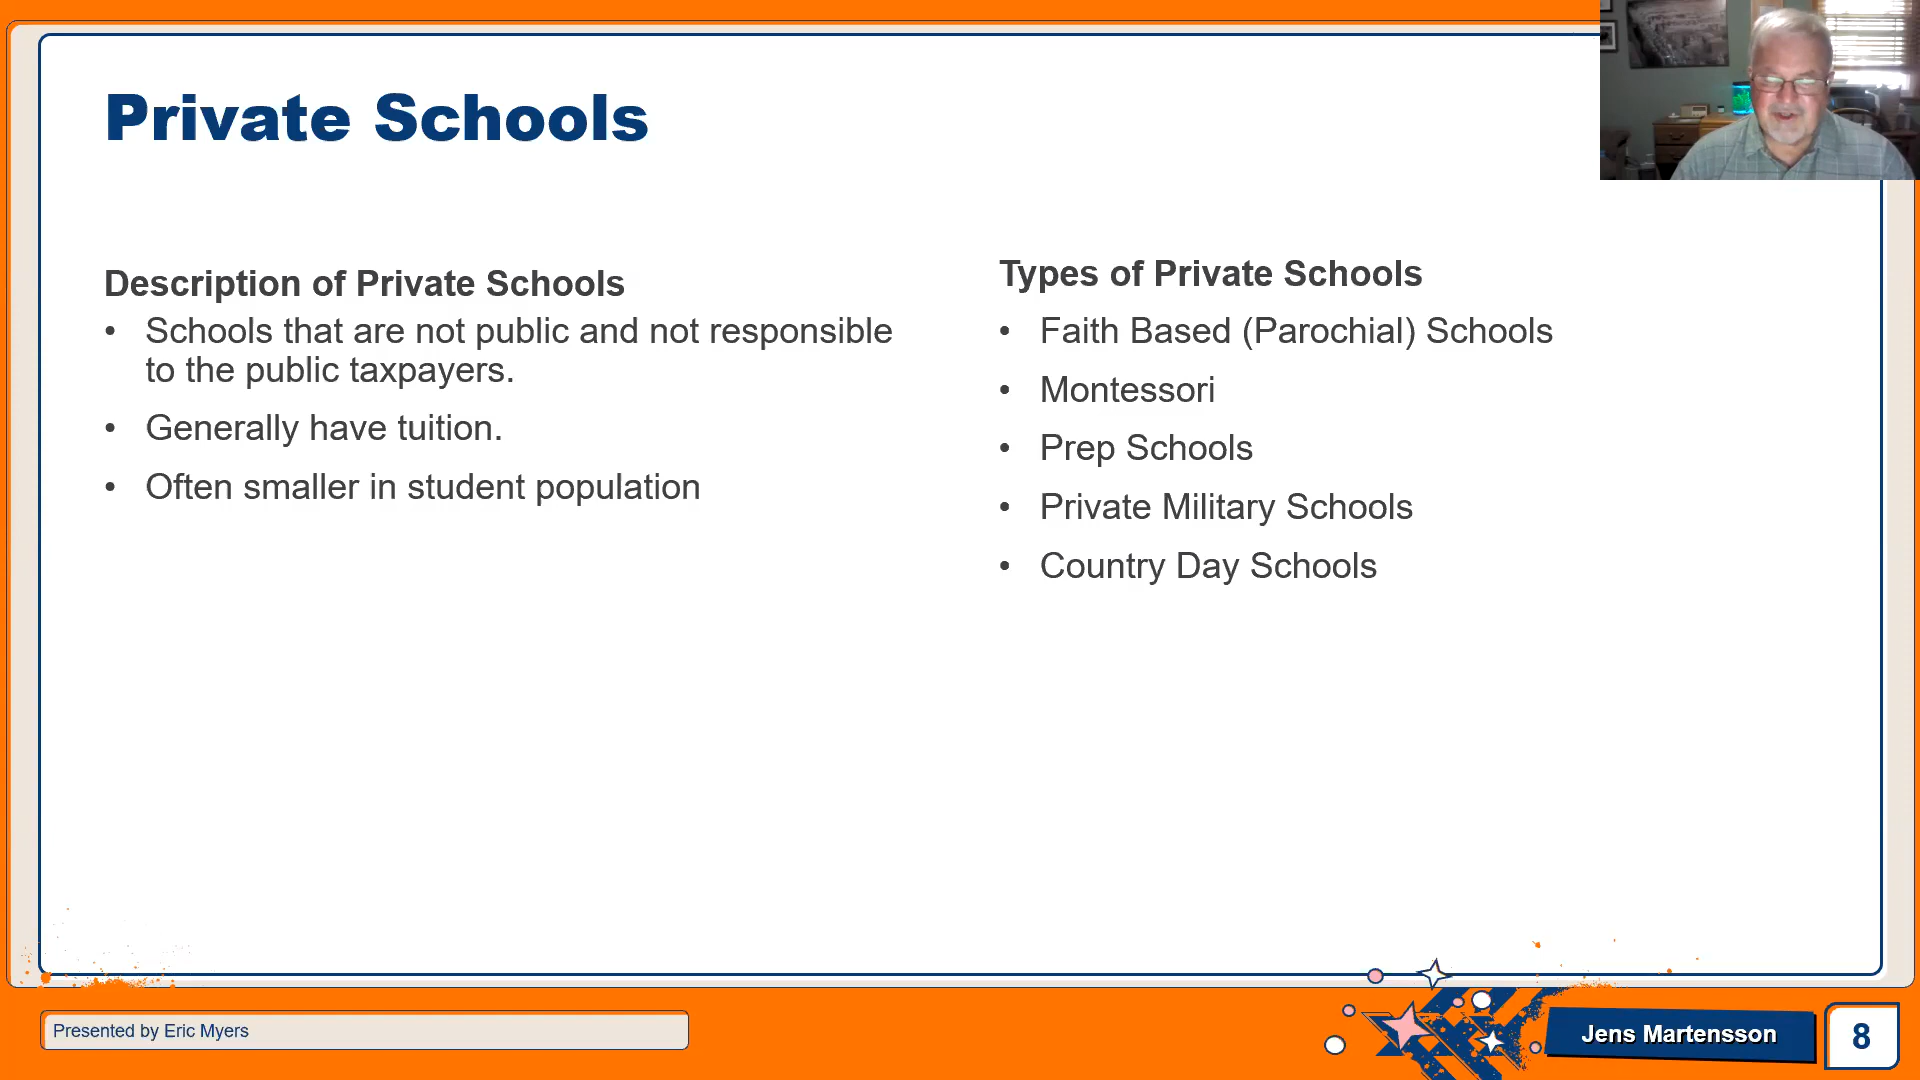 Private Schools
Description of Private Schools
• Schools that are not public and not responsible
to the public taxpayers.
• Generally have tuition.
• Often smaller in student population
Types of Private Schools
• Faith Based (Parochial) Schools
• Montessori
• Prep Schools
• Private Military Schools
• Country Day Schools
Presented by Eric Myers
Jens Martensson
8